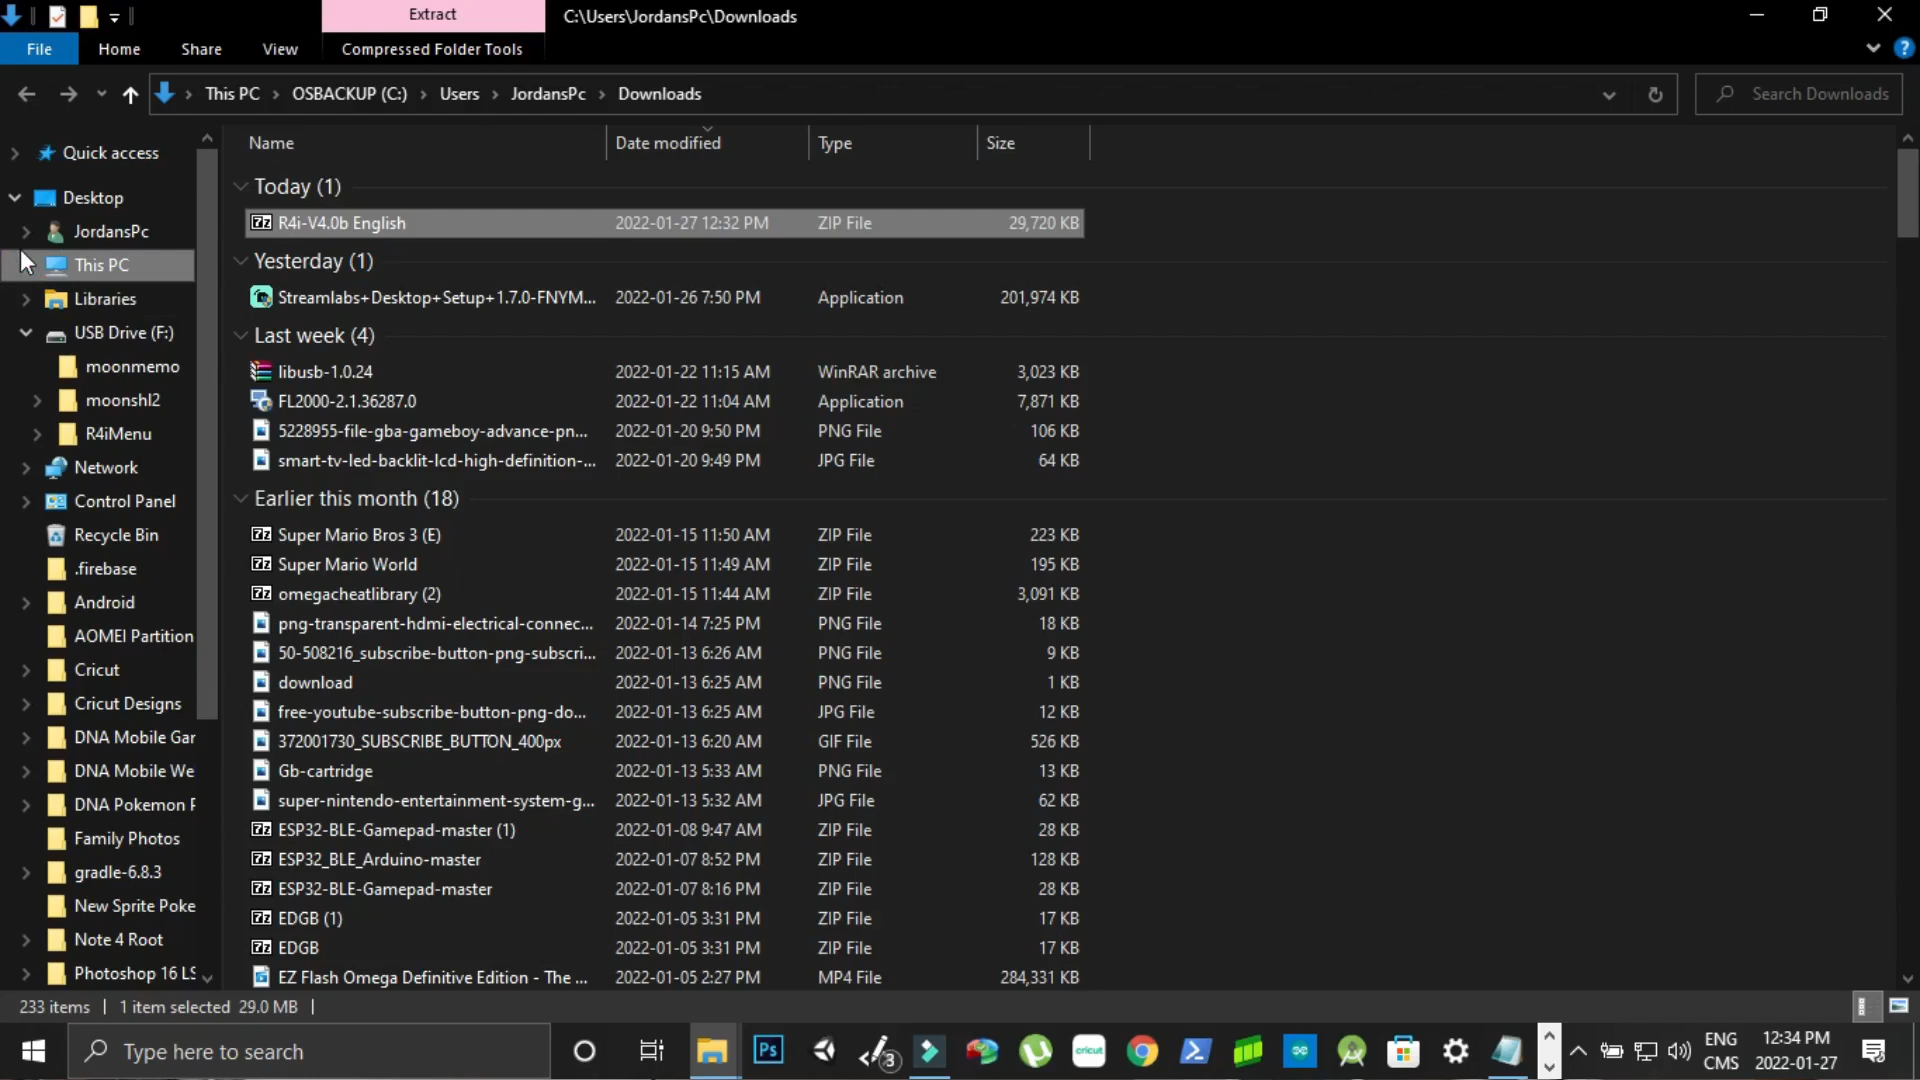 Extract
C:\Users\JordansPc\Downloads
File
Home
Share
View
Compressed Folder Tools
This PC
OSBACKUP (C:)
Users
JordansPc
Downloads
Search Downloads
Name
Date modified
Type
Size
Quick access
Desktop
JordansPc
This PC
Libraries
USB Drive (F:)
moonmemo
moonshl2
R4iMenu
Network
Control Panel
Recycle Bin
.firebase
Android
AOMEI Partition
Cricut
Cricut Designs
DNA Mobile Gar
DNA Mobile We
DNA Pokemon F
Family Photos
gradle-6.8.3
New Sprite Poke
Note 4 Root
Photoshop 16 LS
Today (1)
R4i-V4.0b English 2022-01-27 12:32 PM ZIP File 29,720 KB
Yesterday (1)
Streamlabs+Desktop+Setup+1.7.0-FNYM... 2022-01-26 7:50 PM Application 201,974 KB
Last week (4)
libusb-1.0.24 2022-01-22 11:15 AM WinRAR archive 3,023 KB
FL2000-2.1.36287.0 2022-01-22 11:04 AM Application 7,871 KB
5228955-file-gba-gameboy-advance-pn... 2022-01-20 9:50 PM PNG File 106 KB
smart-tv-led-backlit-lcd-high-definition-... 2022-01-20 9:49 PM JPG File 64 KB
Earlier this month (18)
Super Mario Bros 3 (E) 2022-01-15 11:50 AM ZIP File 223 KB
Super Mario World 2022-01-15 11:49 AM ZIP File 195 KB
omegacheatlibrary (2) 2022-01-15 11:44 AM ZIP File 3,091 KB
png-transparent-hdmi-electrical-connec... 2022-01-14 7:25 PM PNG File 18 KB
50-508216_subscribe-button-png-subscri... 2022-01-13 6:26 AM PNG File 9 KB
download 2022-01-13 6:25 AM PNG File 1 KB
free-youtube-subscribe-button-png-do... 2022-01-13 6:25 AM JPG File 12 KB
372001730_SUBSCRIBE_BUTTON_400px 2022-01-13 6:20 AM GIF File 526 KB
Gb-cartridge 2022-01-13 5:33 AM PNG File 13 KB
super-nintendo-entertainment-system-g... 2022-01-13 5:32 AM JPG File 62 KB
ESP32-BLE-Gamepad-master (1) 2022-01-08 9:47 AM ZIP File 28 KB
ESP32_BLE_Arduino-master 2022-01-07 8:52 PM ZIP File 128 KB
ESP32-BLE-Gamepad-master 2022-01-07 8:16 PM ZIP File 28 KB
EDGB (1) 2022-01-05 3:31 PM ZIP File 17 KB
EDGB 2022-01-05 3:31 PM ZIP File 17 KB
EZ Flash Omega Definitive Edition - The ... 2022-01-05 2:27 PM MP4 File 284,331 KB
233 items
1 item selected 29.0 MB
Type here to search
Ps
3
cricut
ENG
CMS
12:34 PM
2022-01-27